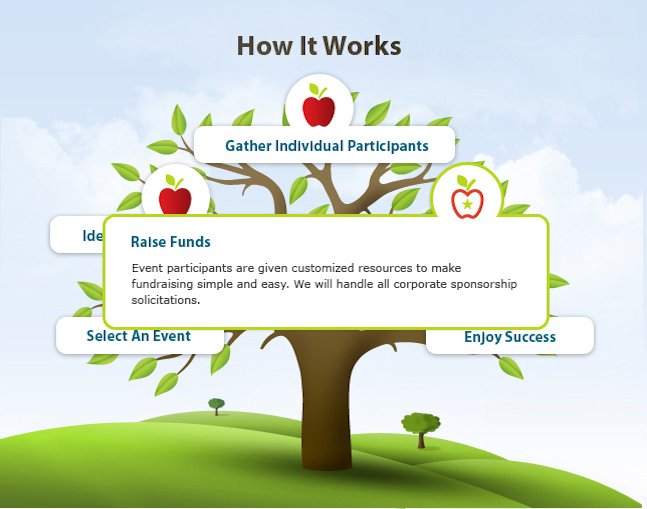 How It Works
Gather Individual Participants
Ide
Raise Funds
Event participants are given customized resources to make
fundraising simple and easy. We will handle all corporate sponsorship
solicitations.
Select An Event
Enjoy Success